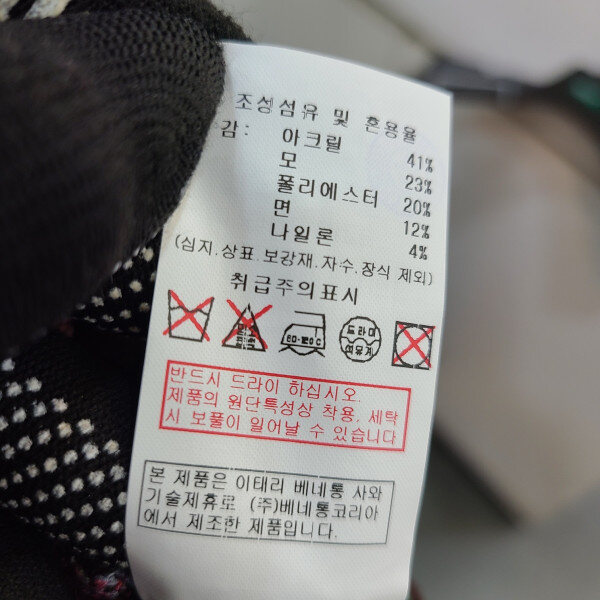 조성섬유 및 혼용율
감: 아크릴 41%
모 23%
폴리에스터 20%
면 12%
나일론 4%
(심지.상표.보강재.자수.장식 제외)
취급주의표시
드라이
석유계
반드시 드라이 하십시오.
제품의 원단특성상 착용, 세탁
시 보풀이 일어날 수 있습니다
본 제품은 이태리 베네통 사와
기술제휴로 (주)베네통코리아
에서 제조한 제품입니다.